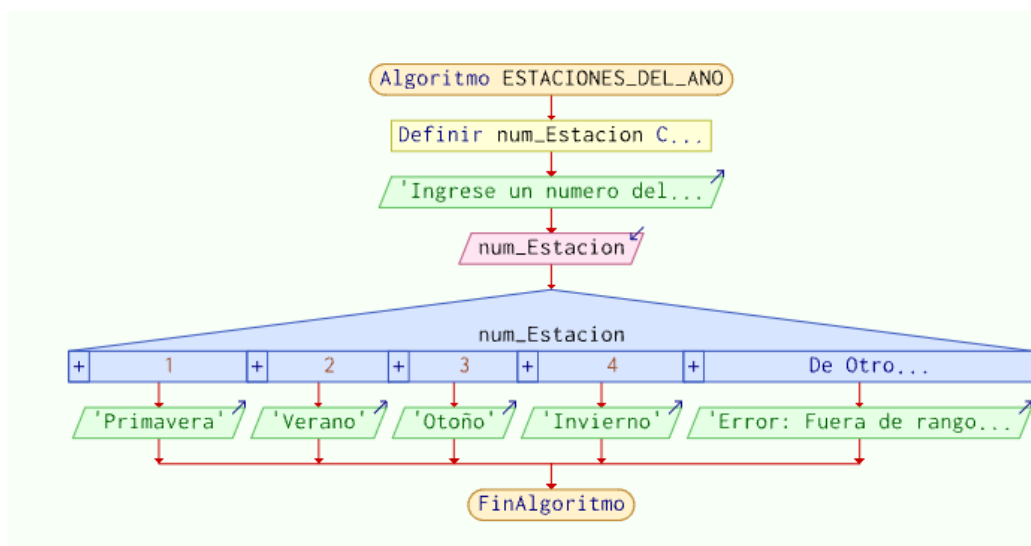 Algoritmo ESTACIONES_DEL_ANO
Definir num_Estacion C...
'Ingrese un numero del...
num_Estacion
num_Estacion
+ 1 + 2 + 3 + 4 + De Otro...
'Primavera' 'Verano' 'Otoño' 'Invierno' 'Error: Fuera de rango...
FinAlgoritmo